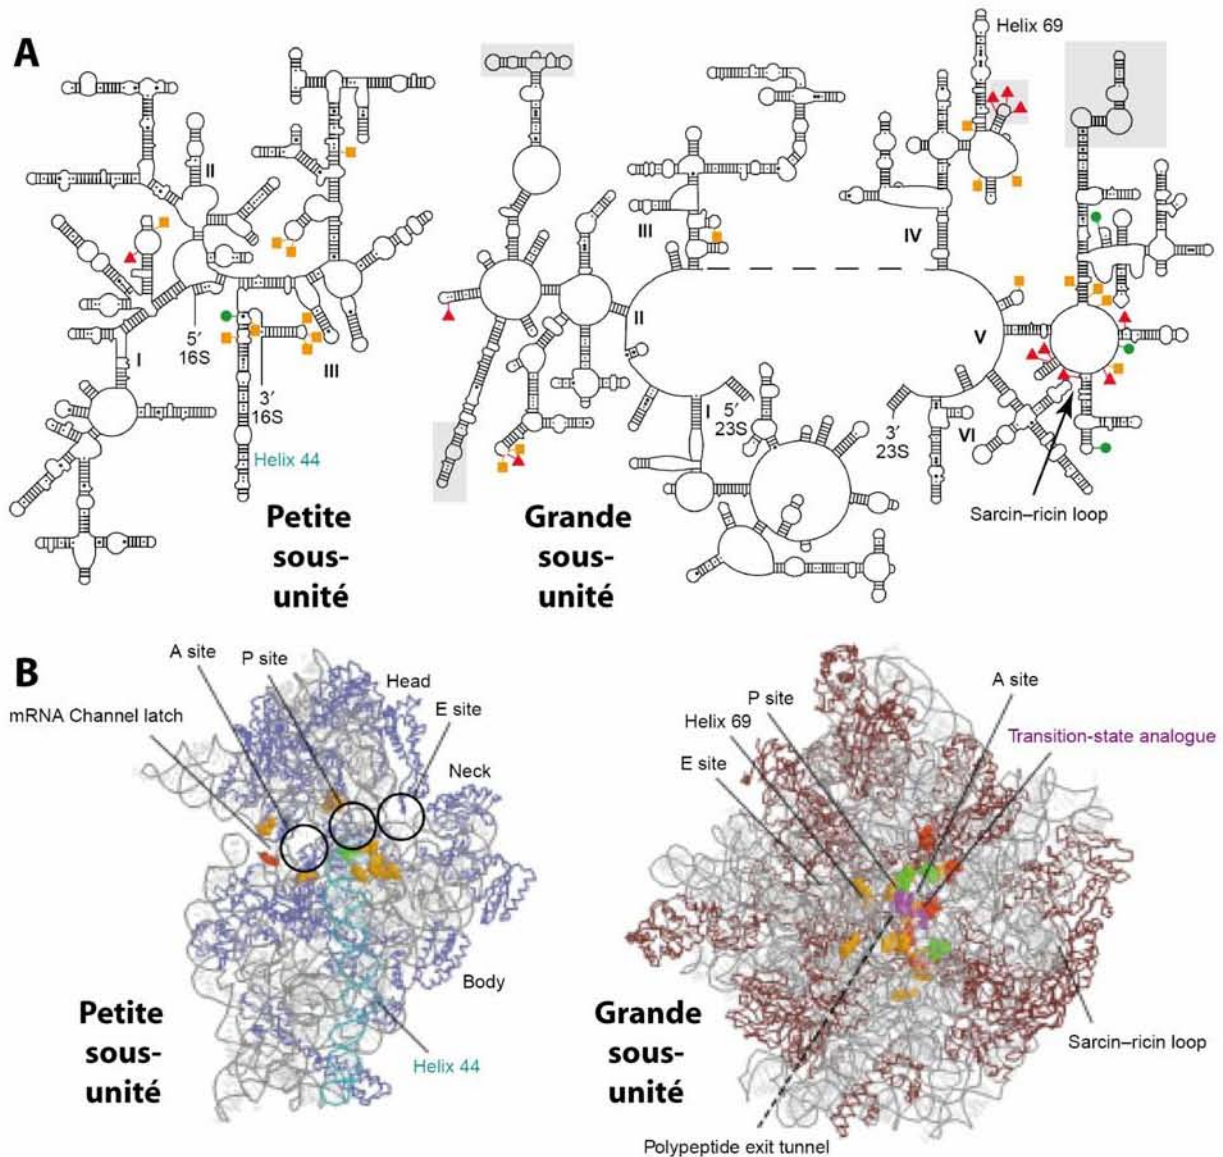 A
Helix 69
II
III
IV
5′
16S
II
V
III
I
3′
16S
I
5′
23S
3′
23S
VI
Helix 44
Sarcin–ricin loop
Petite
sous-
unité
Grande
sous-
unité
B
A site
P site
Head
E site
mRNA Channel latch
Neck
Body
Petite
sous-
unité
Helix 44
A site
P site
Helix 69
Transition-state analogue
E site
Grande
sous-
unité
Sarcin–ricin loop
Polypeptide exit tunnel